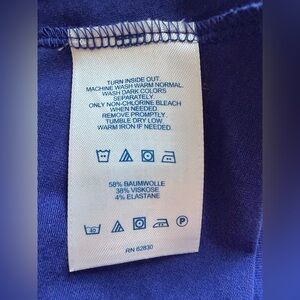 TURN INSIDE OUT.
MACHINE WASH WARM NORMAL.
WASH DARK COLORS
SEPARATELY.
ONLY NON-CHLORINE BLEACH
WHEN NEEDED.
REMOVE PROMPTLY.
TUMBLE DRY LOW.
WARM IRON IF NEEDED.
58% BAUMWOLLE
38% VISKOSE
4% ELASTANE
P
RN 62830